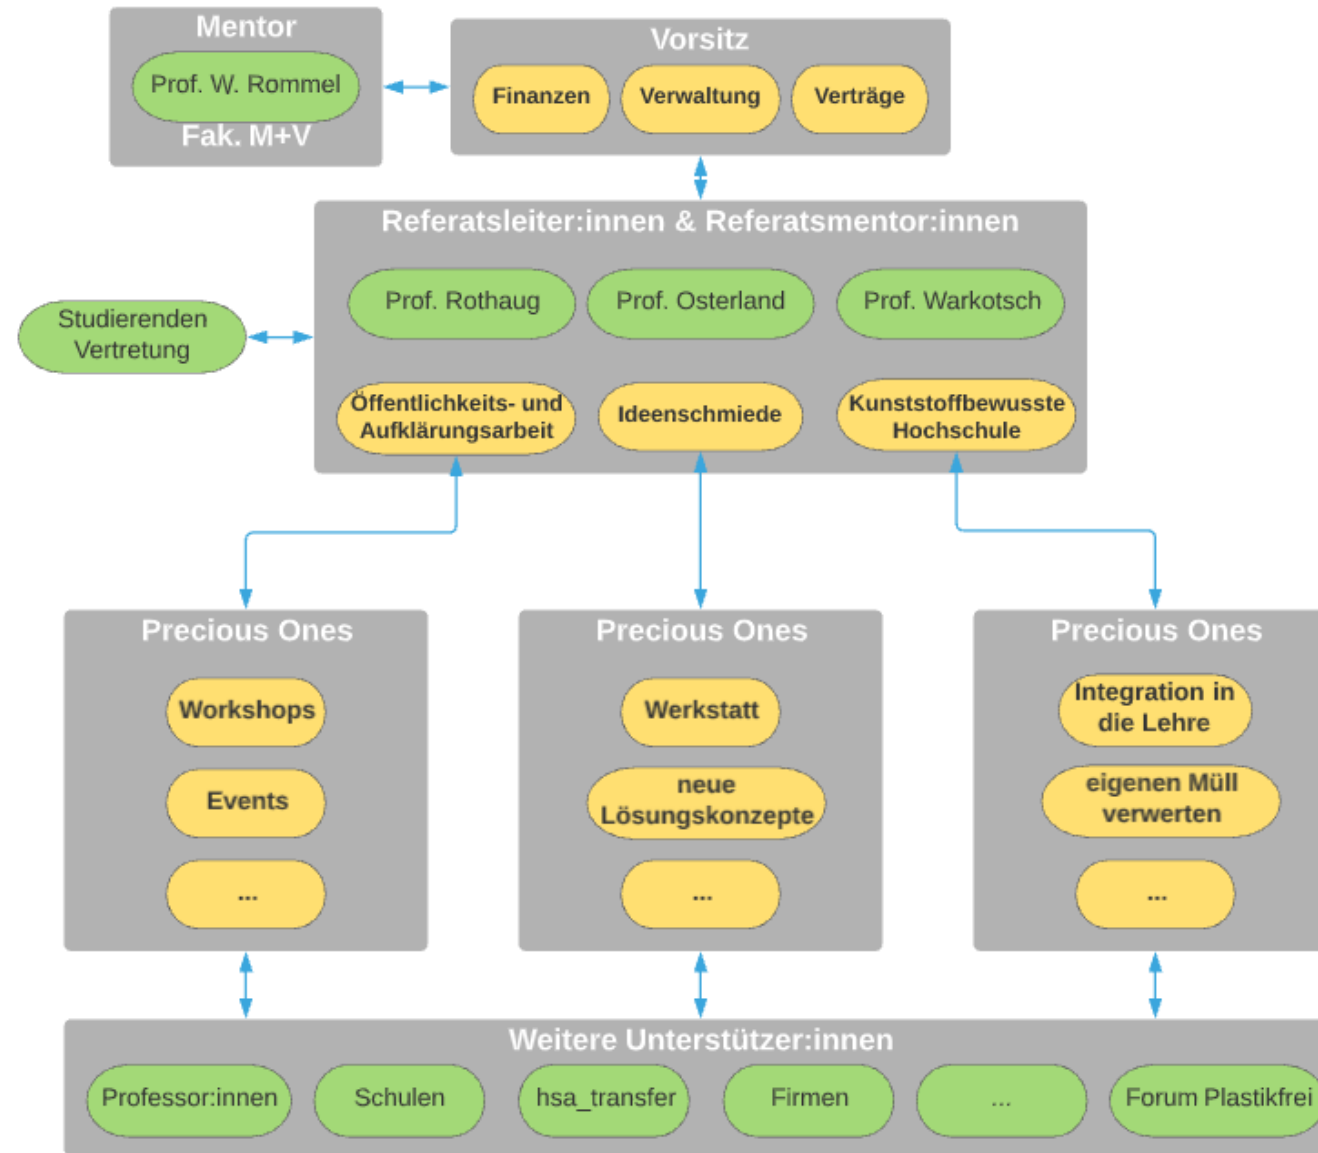 Mentor
Prof. W. Rommel
Fak. M+V
Vorsitz
Finanzen
Verwaltung
Verträge
Referatsleiter:innen & Referatsmentor:innen
Prof. Rothaug
Prof. Osterland
Prof. Warkotsch
Studierenden
Vertretung
Öffentlichkeits- und
Aufklärungsarbeit
Ideenschmiede
Kunststoffbewusste
Hochschule
Precious Ones
Workshops
Events
...
Precious Ones
Werkstatt
neue
Lösungskonzepte
...
Precious Ones
Integration in
die Lehre
eigenen Müll
verwerten
...
Weitere Unterstützer:innen
Professor:innen
Schulen
hsa_transfer
Firmen
...
Forum Plastikfrei